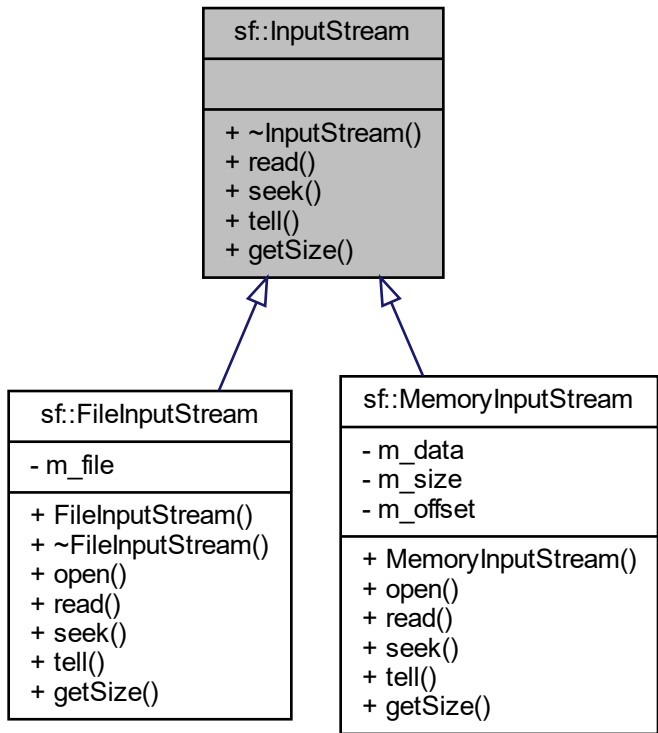 sf::InputStream
+ ~InputStream()
+ read()
+ seek()
+ tell()
+ getSize()
sf::FileInputStream
- m_file
+ FileInputStream()
+ ~FileInputStream()
+ open()
+ read()
+ seek()
+ tell()
+ getSize()
sf::MemoryInputStream
- m_data
- m_size
- m_offset
+ MemoryInputStream()
+ open()
+ read()
+ seek()
+ tell()
+ getSize()